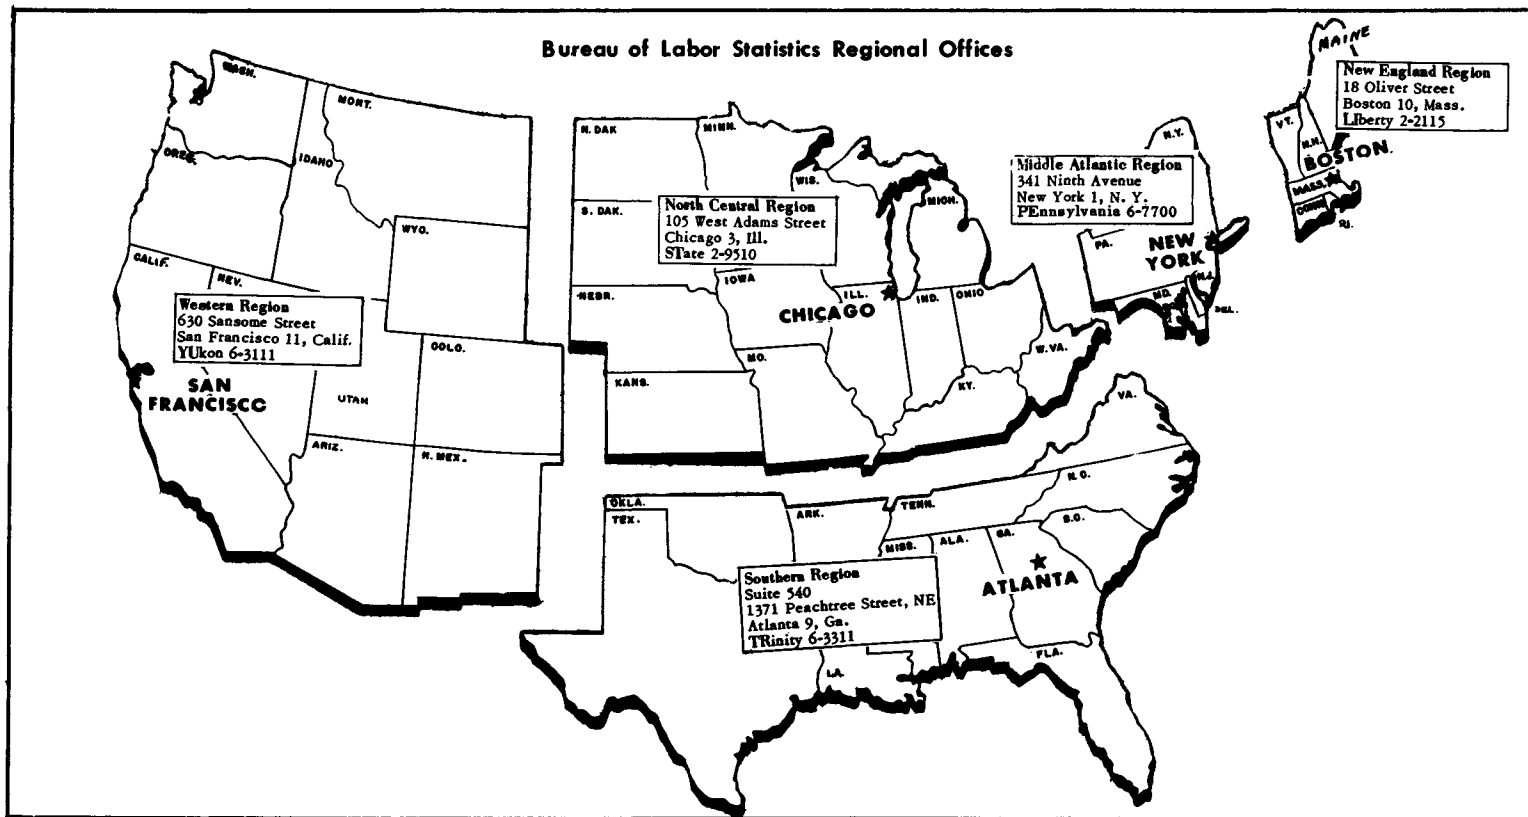 Bureau of Labor Statistics Regional Offices
MAINE
New England Region
18 Oliver Street
Boston 10, Mass.
LIberty 2-2115
VT.
N.H.
BOSTON
MASS.
CONN.
R.I.
WASH.
MONT.
OREG.
IDAHO
WYO.
CALIF.
NEV.
Western Region
630 Sansome Street
San Francisco 11, Calif.
YUkon 6-3111
SAN
FRANCISCO
UTAH
COLO.
ARIZ.
N. MEX.
N. DAK
MINN.
S. DAK.
WIS.
MICH.
North Central Region
105 West Adams Street
Chicago 3, Ill.
STate 2-9510
NEBR.
IOWA
ILL.
IND.
OHIO
CHICAGO
MO.
KANS.
KY.
W. VA.
N.Y.
Middle Atlantic Region
341 Ninth Avenue
New York 1, N. Y.
PEnnsylvania 6-7700
PA.
NEW
YORK
N.J.
MD.
DEL.
VA.
OKLA.
TEX.
ARK.
TENN.
N. C.
S.C.
MISS.
ALA.
GA.
Southern Region
Suite 540
1371 Peachtree Street, NE
Atlanta 9, Ga.
TRinity 6-3311
ATLANTA
LA.
FLA.